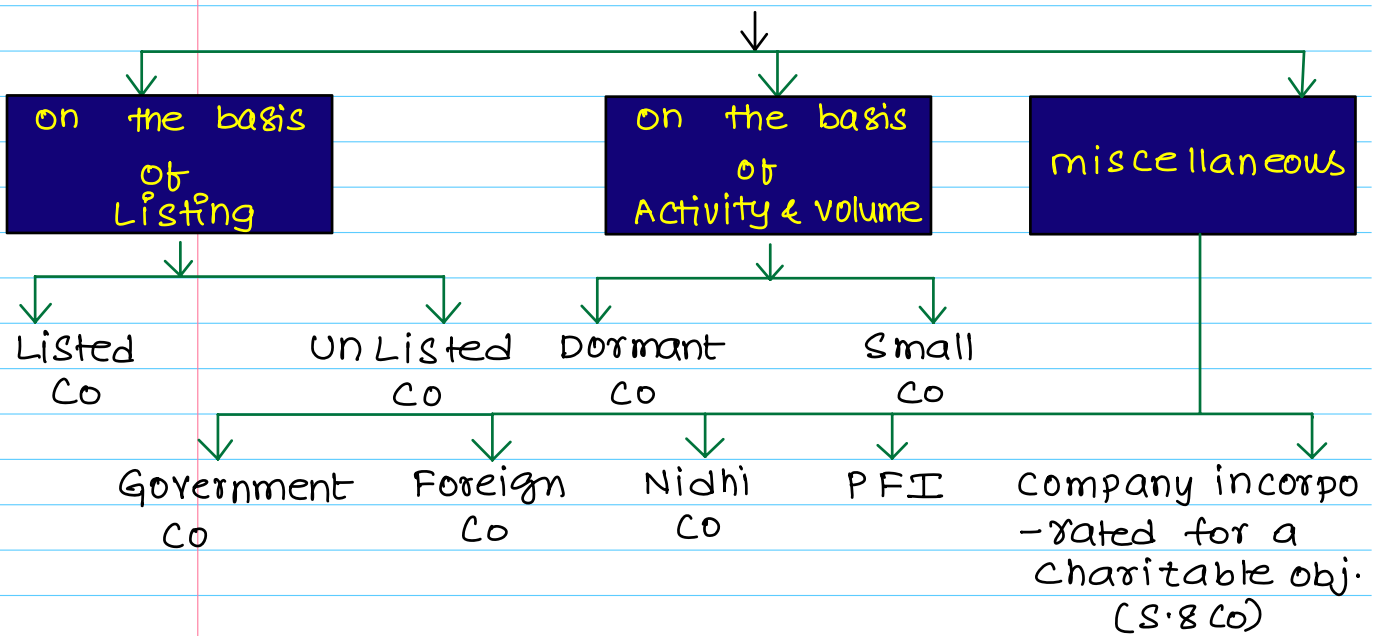 on the basis
of
Listing
on the basis
of
Activity & volume
miscellaneous
Listed
Co
UnListed
Co
Dormant
Co
Small
Co
Government
Co
Foreign
Co
Nidhi
Co
PFI
company incorpo
-rated for a
charitable obj.
(S.8 Co)